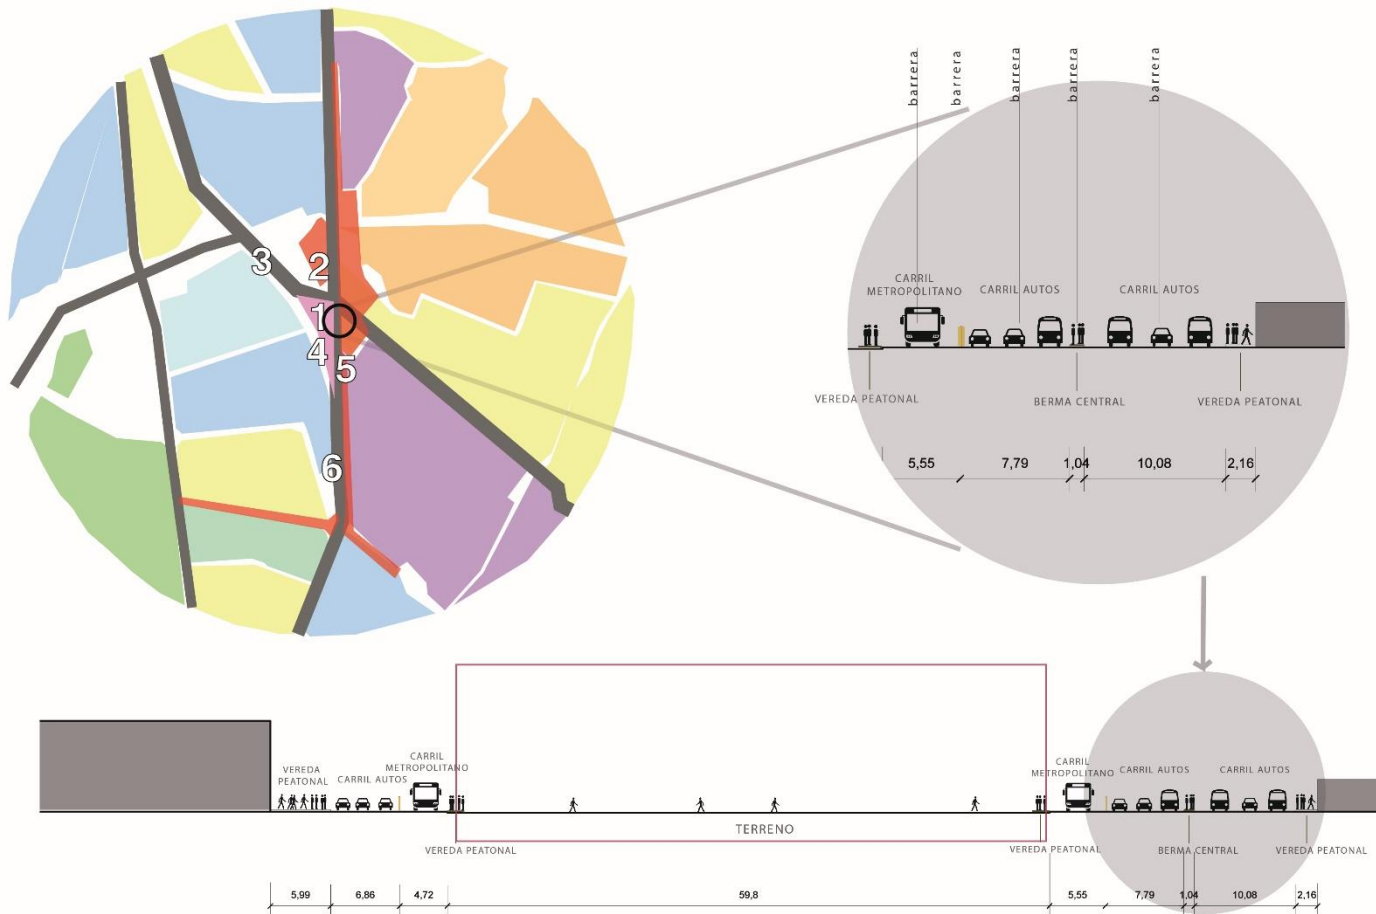 barrera
barrera
barrera
barrera
barrera
3
2
1
4
5
6
CARRIL
METROPOLITANO
CARRIL AUTOS
CARRIL AUTOS
VEREDA PEATONAL
BERMA CENTRAL
VEREDA PEATONAL
5,55
7,79
1,04
10,08
2,16
VEREDA
PEATONAL
CARRIL AUTOS
CARRIL
METROPOLITANO
CARRIL
METROPOLITANO
CARRIL AUTOS
CARRIL AUTOS
TERRENO
VEREDA PEATONAL
VEREDA PEATONAL
BERMA CENTRAL
VEREDA PEATONAL
5,99
6,86
4,72
59,8
5,55
7,79
1,04
10,08
2,16